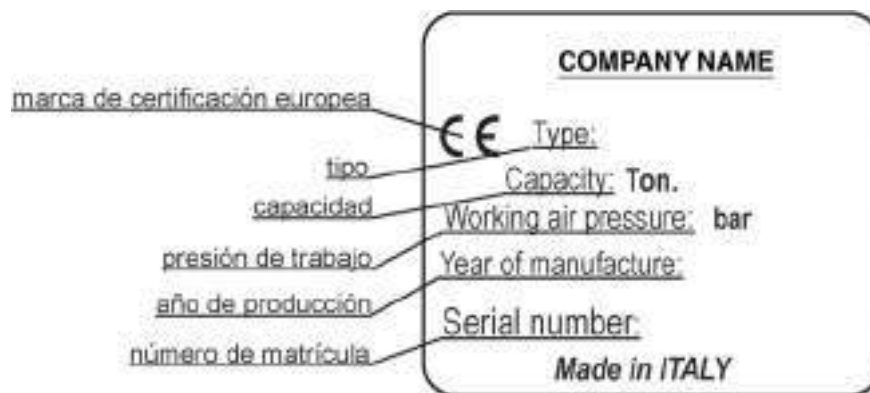 COMPANY NAME
marca de certificación europea
CE Type:
tipo
Capacity: Ton.
capacidad
Working air pressure: bar
presión de trabajo
Year of manufacture:
año de producción
Serial number:
número de matrícula
Made in ITALY